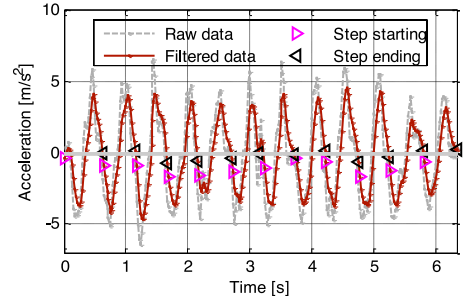 10
Raw data
Step starting
Filtered data
Step ending
5
0
-5
Acceleration [m/s²]
0 1 2 3 4 5 6
Time [s]